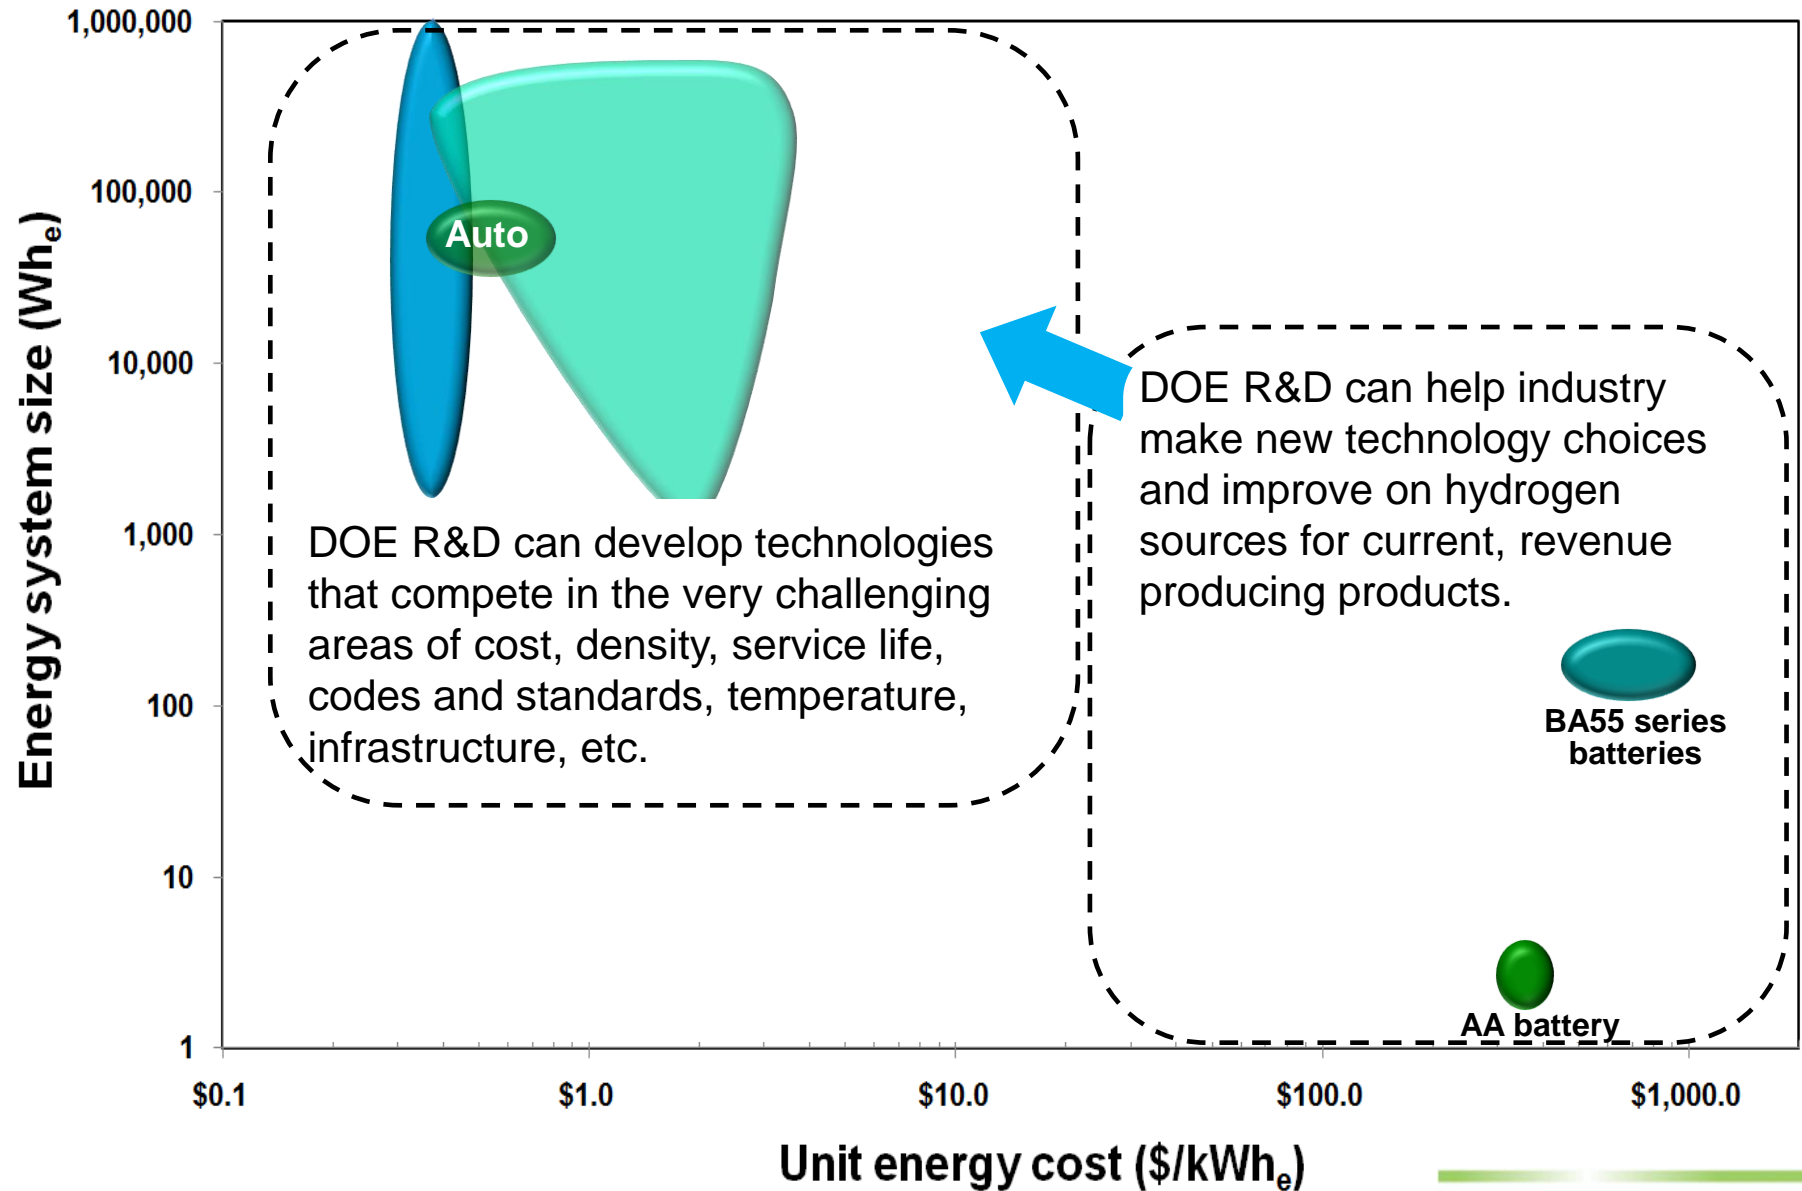 1,000,000
100,000
10,000
1,000
100
10
1
Energy system size (Whₑ)
Auto
DOE R&D can develop technologies
that compete in the very challenging
areas of cost, density, service life,
codes and standards, temperature,
infrastructure, etc.
DOE R&D can help industry
make new technology choices
and improve on hydrogen
sources for current, revenue
producing products.
BA55 series
batteries
AA battery
$0.1 $1.0 $10.0 $100.0 $1,000.0
Unit energy cost ($/kWhₑ)